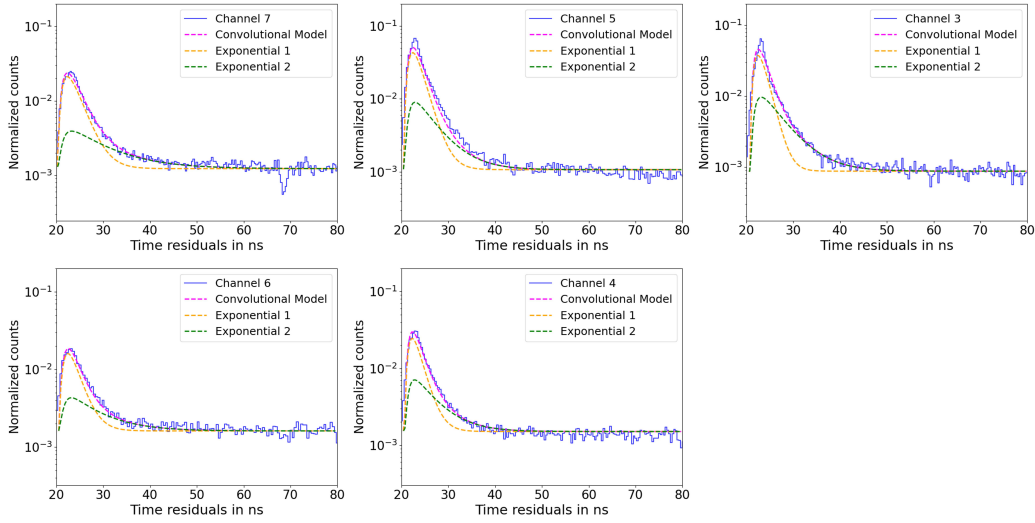 Normalized counts
10⁻¹
10⁻²
10⁻³
20 30 40 50 60 70 80
Time residuals in ns
Channel 7
Convolutional Model
Exponential 1
Exponential 2
Normalized counts
10⁻¹
10⁻²
10⁻³
20 30 40 50 60 70 80
Time residuals in ns
Channel 5
Convolutional Model
Exponential 1
Exponential 2
Normalized counts
10⁻¹
10⁻²
10⁻³
20 30 40 50 60 70 80
Time residuals in ns
Channel 3
Convolutional Model
Exponential 1
Exponential 2
Normalized counts
10⁻¹
10⁻²
10⁻³
20 30 40 50 60 70 80
Time residuals in ns
Channel 6
Convolutional Model
Exponential 1
Exponential 2
Normalized counts
10⁻¹
10⁻²
10⁻³
20 30 40 50 60 70 80
Time residuals in ns
Channel 4
Convolutional Model
Exponential 1
Exponential 2